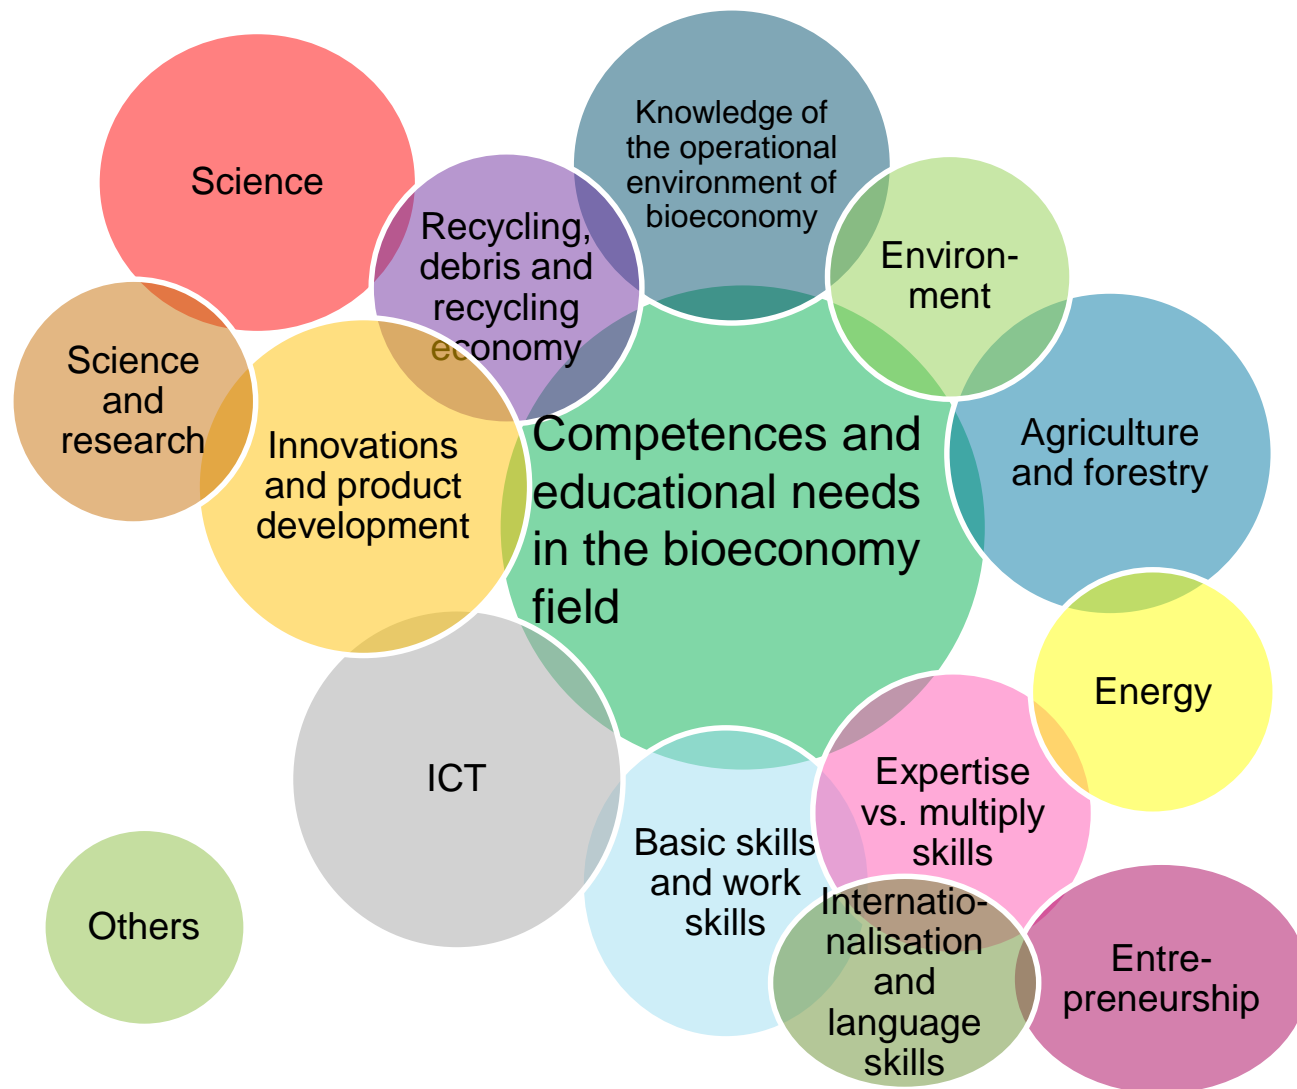 Knowledge of
the operational
environment of
bioeconomy
Science
Recycling,
debris and
recycling
economy
Environ-
ment
Science
and
research
Innovations
and product
development
Competences and
educational needs
in the bioeconomy
field
Agriculture
and forestry
Energy
ICT
Expertise
vs. multiply
skills
Basic skills
and work
skills
Others
Internatio-
nalisation
and
language
skills
Entre-
preneurship